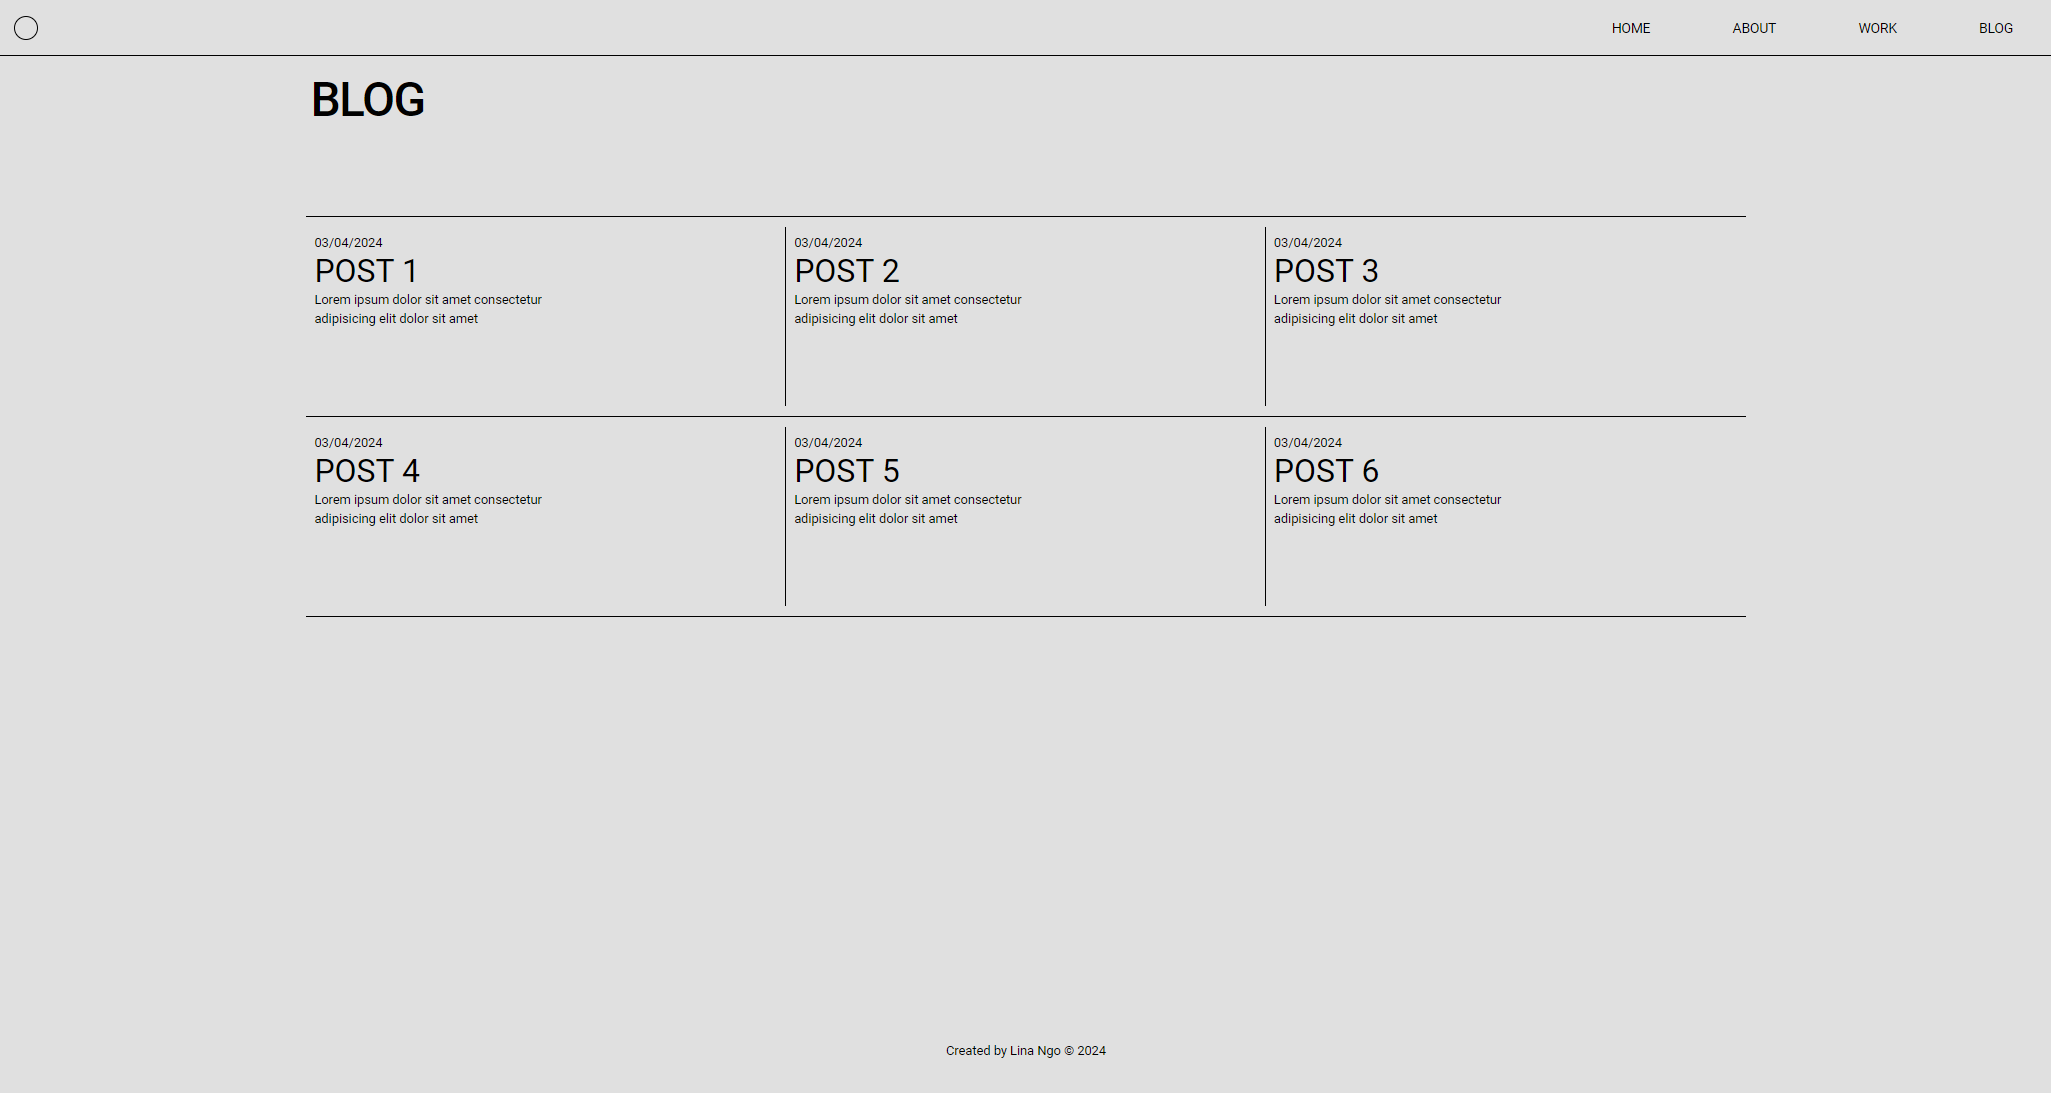 HOME ABOUT WORK BLOG
BLOG
03/04/2024
POST 1
Lorem ipsum dolor sit amet consectetur
adipisicing elit dolor sit amet
03/04/2024
POST 2
Lorem ipsum dolor sit amet consectetur
adipisicing elit dolor sit amet
03/04/2024
POST 3
Lorem ipsum dolor sit amet consectetur
adipisicing elit dolor sit amet
03/04/2024
POST 4
Lorem ipsum dolor sit amet consectetur
adipisicing elit dolor sit amet
03/04/2024
POST 5
Lorem ipsum dolor sit amet consectetur
adipisicing elit dolor sit amet
03/04/2024
POST 6
Lorem ipsum dolor sit amet consectetur
adipisicing elit dolor sit amet
Created by Lina Ngo © 2024